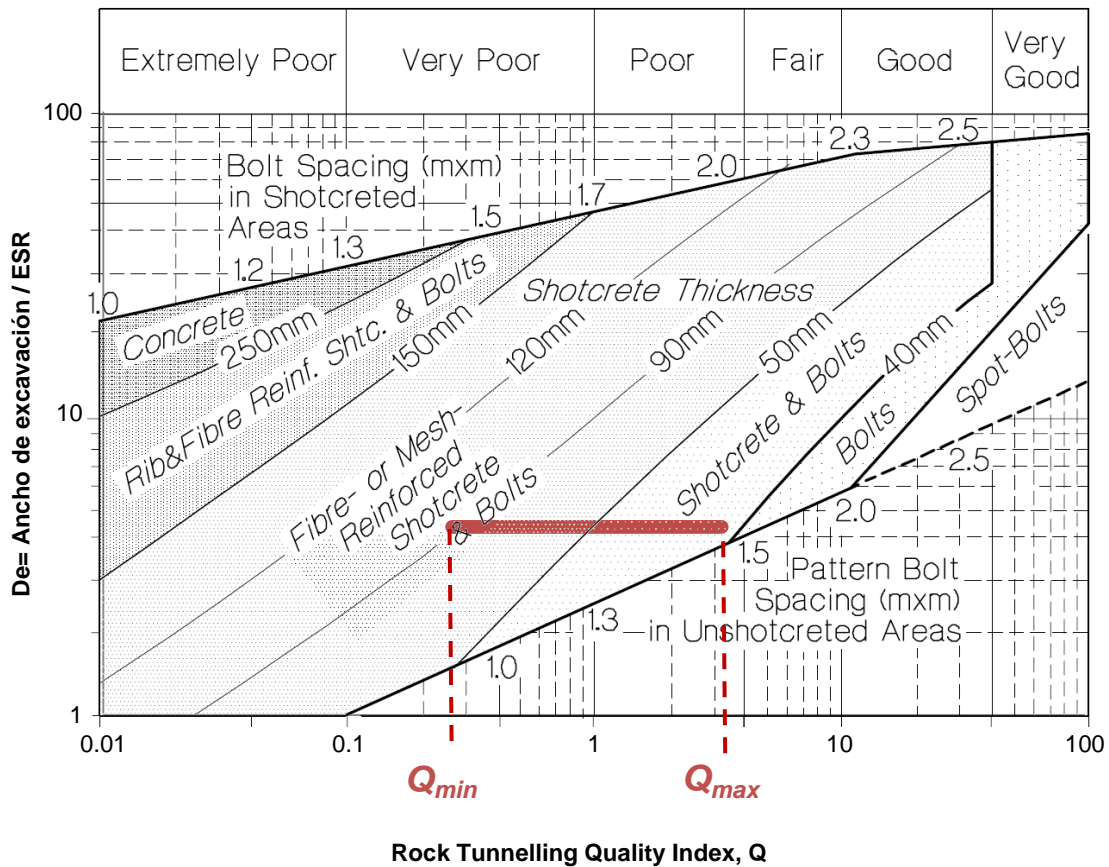 Extremely Poor
Very Poor
Poor
Fair
Good
Very
Good
100
10
1
De= Ancho de excavación / ESR
Bolt Spacing (mxm)
in Shotcreted
Areas
1.0
1.2
1.3
1.5
1.7
2.0
2.3
2.5
Concrete
250mm
Rib&Fibre Reinf. Shtc. & Bolts
150mm
Shotcrete Thickness
120mm
90mm
50mm
40mm
Fibre- or Mesh-
Reinforced
Shotcrete
& Bolts
Shotcrete & Bolts
Bolts
Spot-Bolts
1.0
1.3
1.5
2.0
2.5
Pattern Bolt
Spacing (mxm)
in Unshotcreted Areas
0.01
0.1
1
10
100
Qmin
Qmax
Rock Tunnelling Quality Index, Q